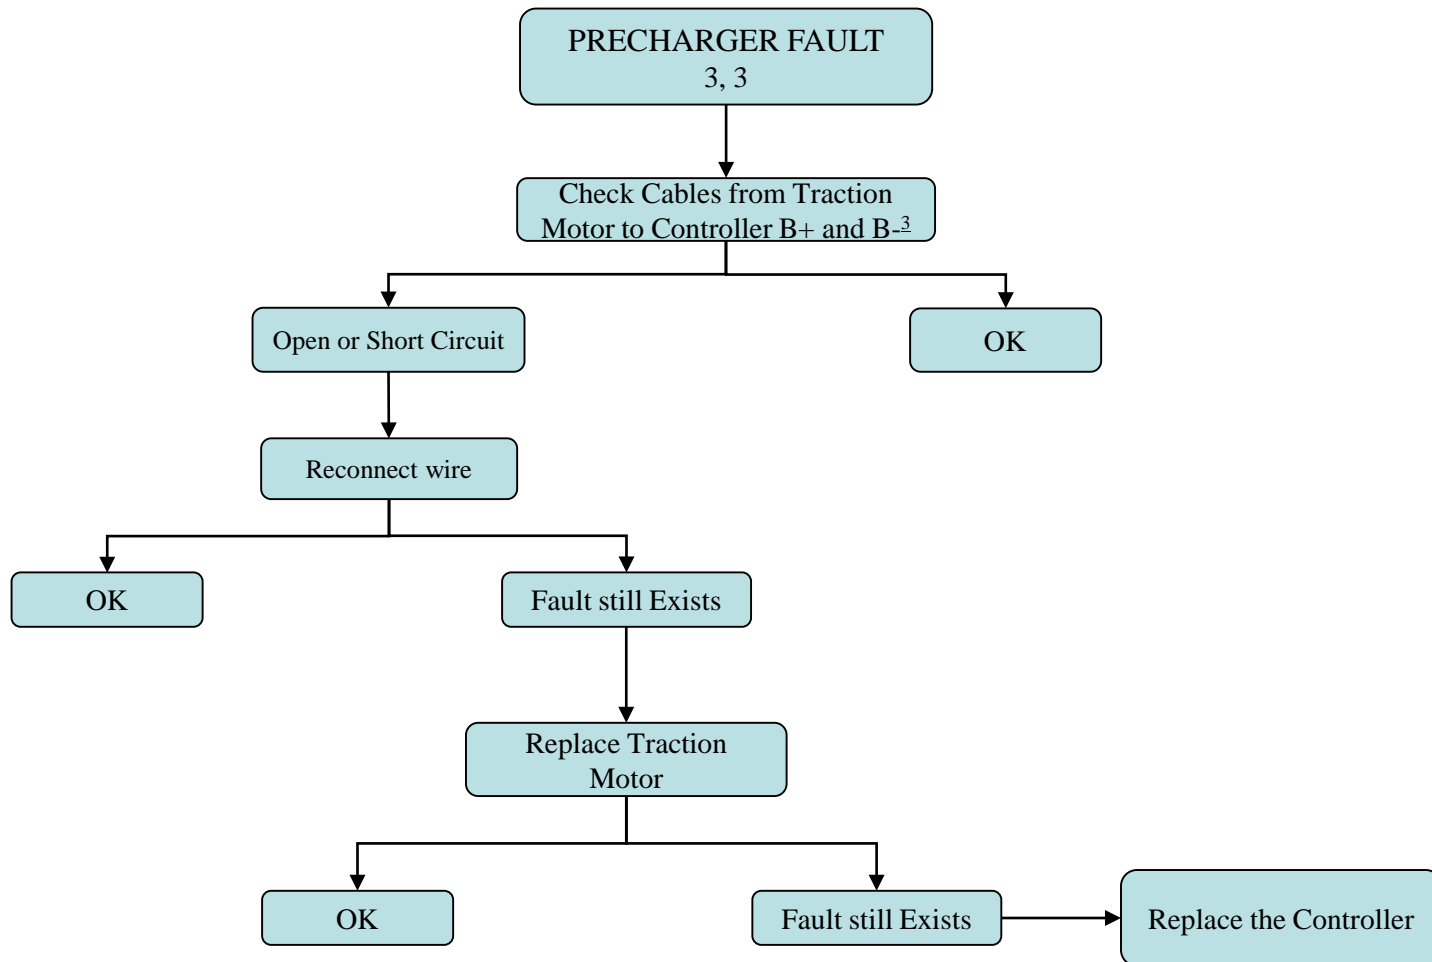 PRECHARGER FAULT
3, 3
Check Cables from Traction
Motor to Controller B+ and B-3
Open or Short Circuit
OK
Reconnect wire
OK
Fault still Exists
Replace Traction
Motor
OK
Fault still Exists
Replace the Controller